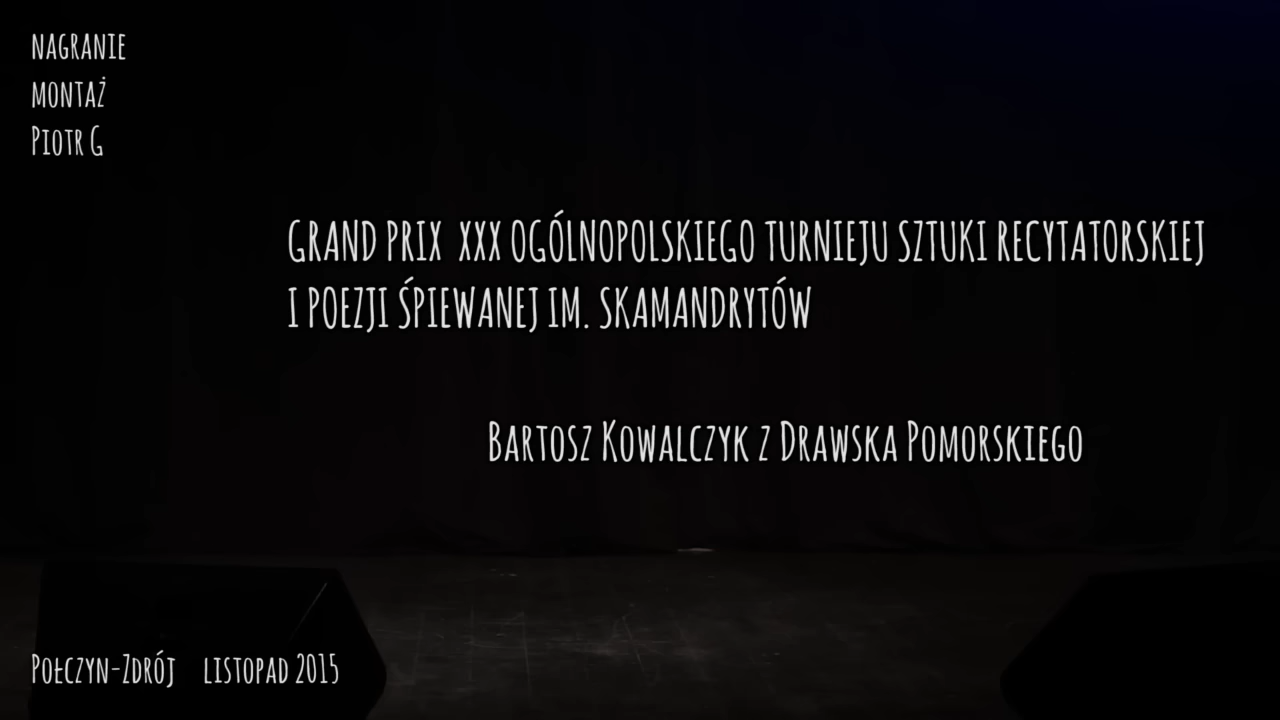 NAGRANIE
MONTAŻ
PIOTR G
GRAND PRIX XXX OGÓLNOPOLSKIEGO TURNIEJU SZTUKI RECYTATORSKIEJ
I POEZJI ŚPIEWANEJ IM. SKAMANDRYTÓW
BARTOSZ KOWALCZYK Z DRAWSKA POMORSKIEGO
POŁCZYN-ZDRÓJ LISTOPAD 2015